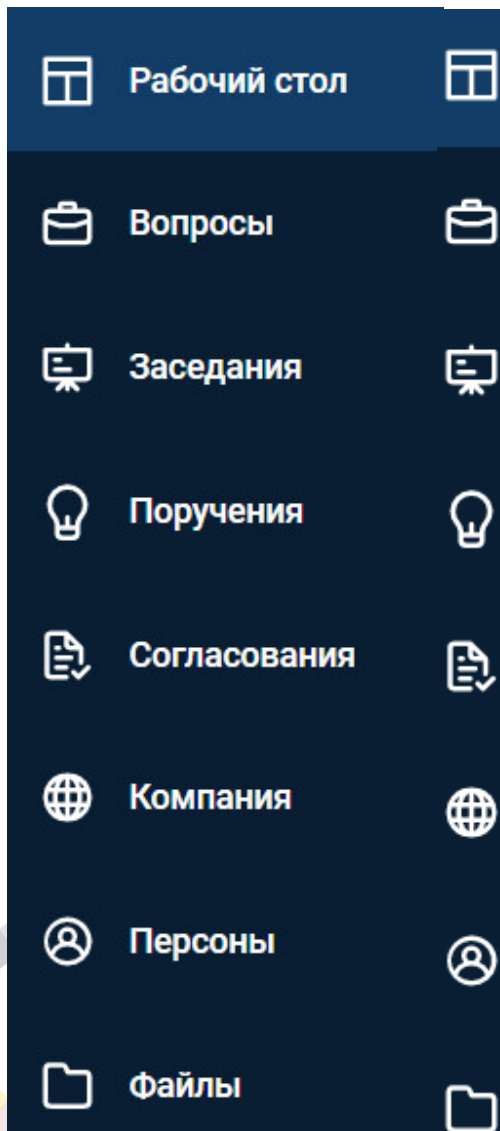 Рабочий стол
Вопросы
Заседания
Поручения
Согласования
Компания
Персоны
Файлы